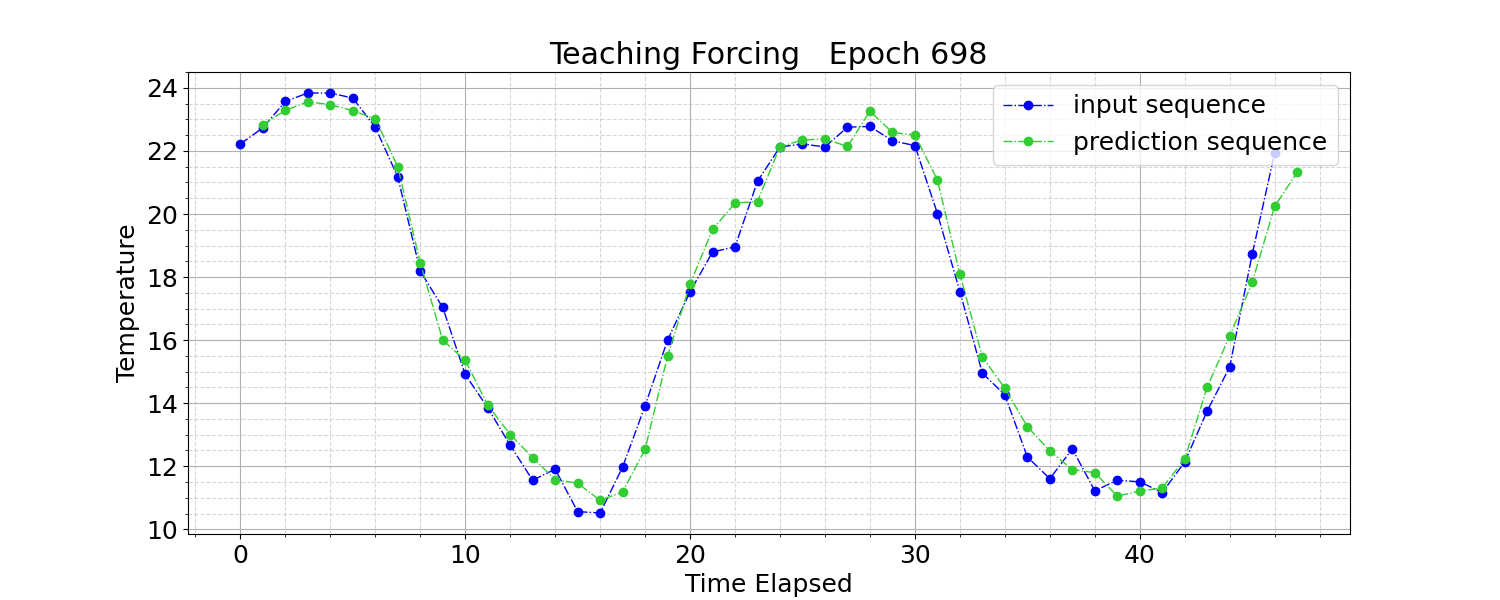 Teaching Forcing   Epoch 698
input sequence
prediction sequence
24
22
20
18
16
14
12
10
Temperature
0 10 20 30 40
Time Elapsed